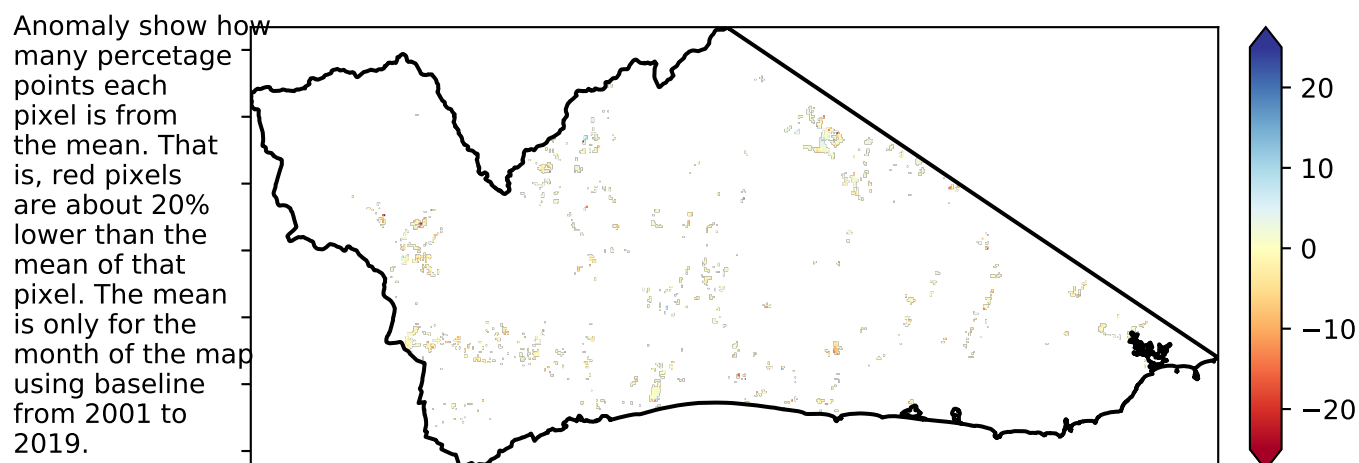 Anomaly show how
many percetage
points each
pixel is from
the mean. That
is, red pixels
are about 20%
lower than the
mean of that
pixel. The mean
is only for the
month of the map
using baseline
from 2001 to
2019.
20
10
0
−10
−20